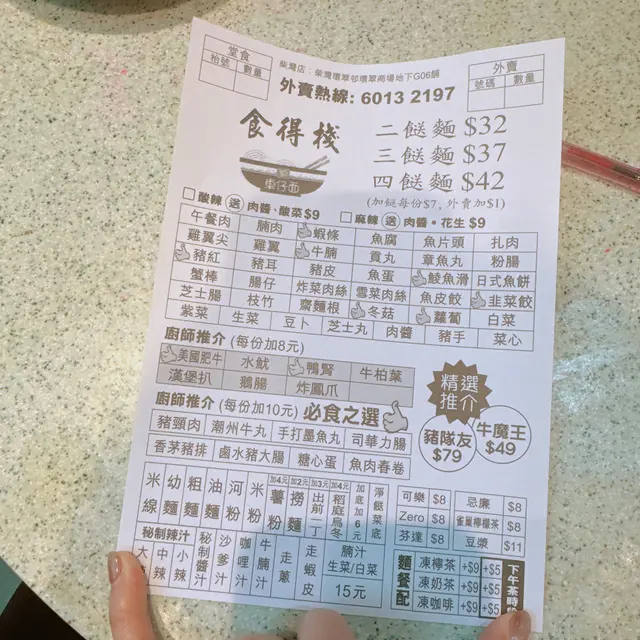 堂食
枱號 數量
柴灣店：柴灣環翠邨環翠商場地下G06舖
外賣熱線: 6013 2197
外賣
號碼 數量
食得棧
車仔面
二餸麵 $32
三餸麵 $37
四餸麵 $42
(加餸每份$7, 外賣加$1)
酸辣 送 肉醬、酸菜 $9
麻辣 送 肉醬・花生 $9
午餐肉 腩肉 蝦條 魚腐 魚片頭 扎肉
雞翼尖 雞翼 牛腩 貢丸 章魚丸 粉腸
豬紅 豬耳 豬皮 魚蛋 鯪魚滑 日式魚餅
蟹棒 腸仔 炸菜肉絲 雪菜肉絲 魚皮餃 韭菜餃
芝士腸 枝竹 齋麵根 冬菇 蘿蔔 白菜
紫菜 生菜 豆卜 芝士丸 肉醬 豬手 菜心
廚師推介 (每份加8元)
美國肥牛 水魷 鴨腎 牛柏葉
漢堡扒 鵝腸 炸鳳爪
精選推介
豬隊友 $79
牛魔王 $49
廚師推介 (每份加10元) 必食之選
豬頸肉 潮州牛丸 手打墨魚丸 司華力腸
香茅豬排 鹵水豬大腸 糖心蛋 魚肉春卷
米線 幼麵 粗麵 油麵 河粉 米粉 加4元薯粉 加2元撈麵 加3元出前一丁 加4元稻庭烏冬 加底加6元 淨餸菜底
秘制辣汁
大辣 中辣 小辣 秘制醬汁 沙爹汁 咖喱汁 牛腩汁 走蔥 走蝦皮 腩汁
生菜/白菜
15元
可樂 $8 忌廉 $8
Zero $8 雀巢檸檬茶 $8
芬達 $8 豆漿 $11
麵餐配
凍檸茶 +$9 +$5
凍奶茶 +$9 +$5
凍咖啡 +$9 +$5
下午茶時